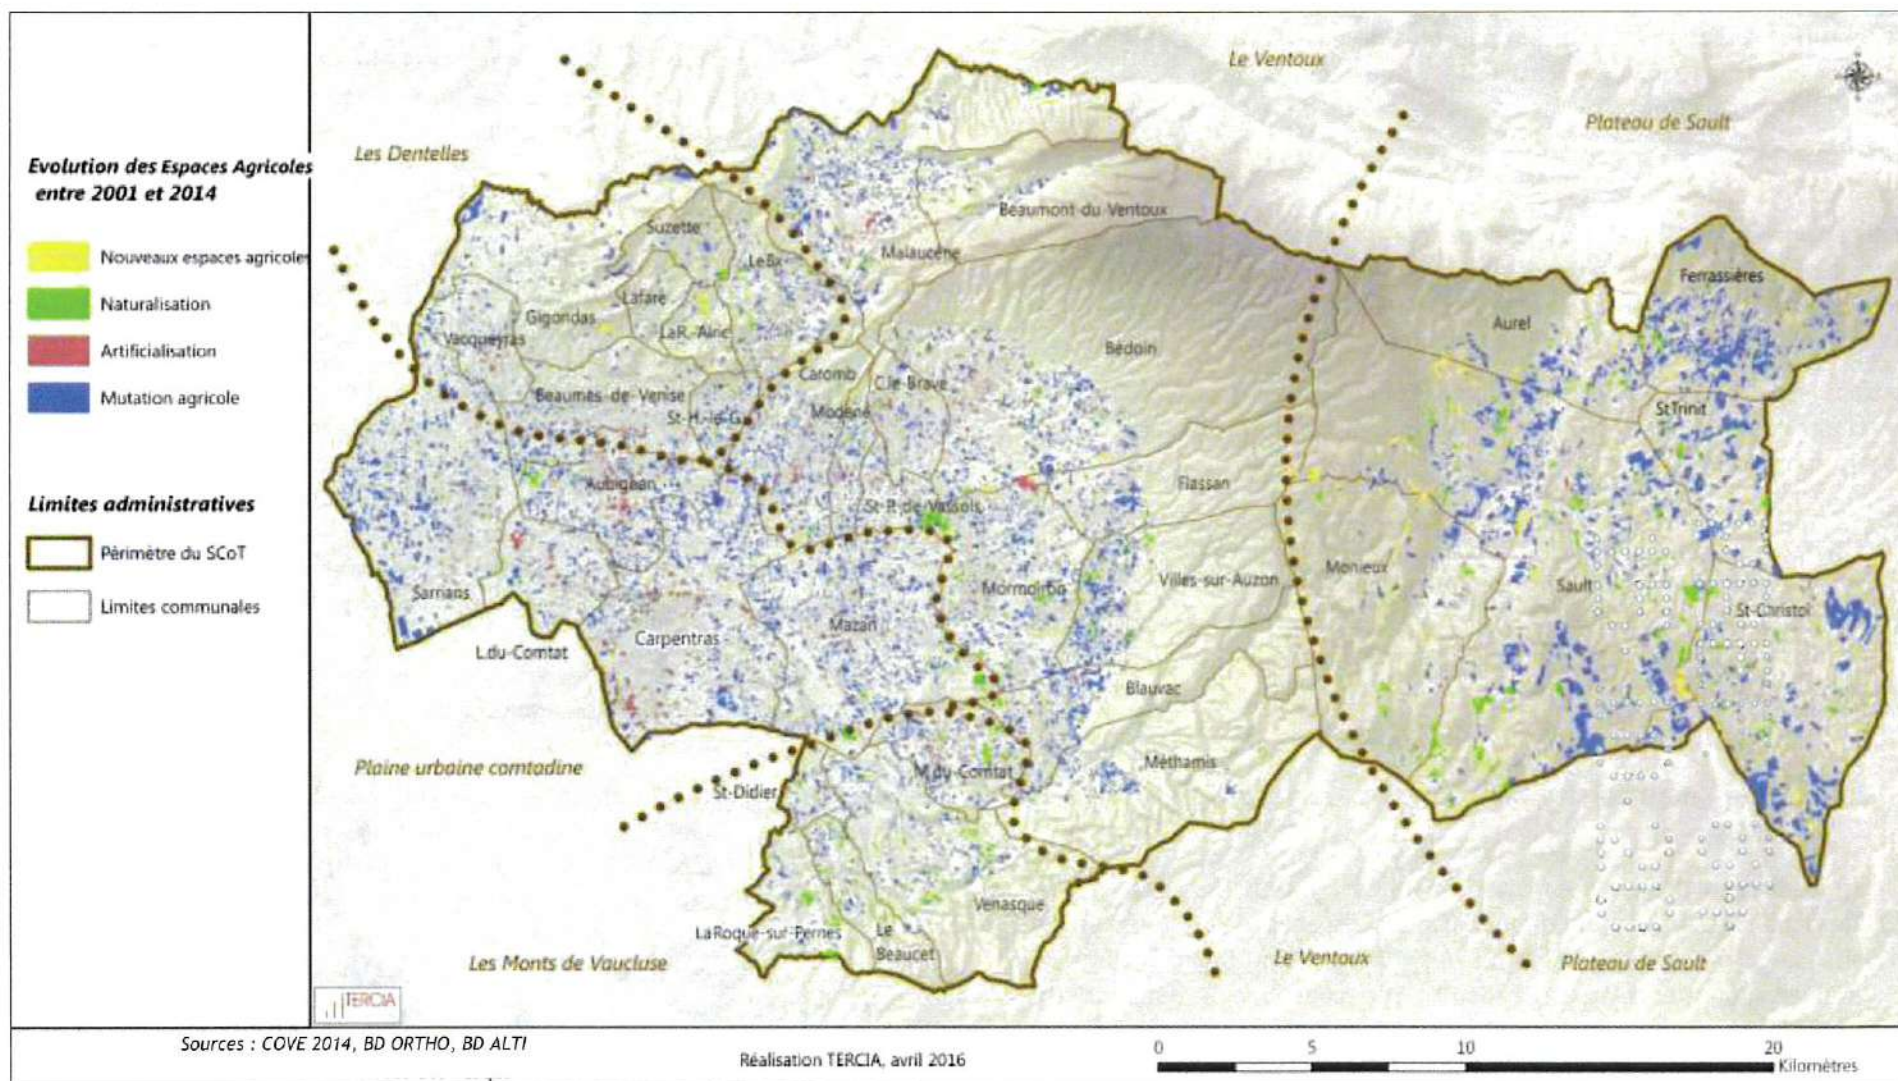 Evolution des Espaces Agricoles
entre 2001 et 2014
Nouveaux espaces agricoles
Naturalisation
Artificialisation
Mutation agricole
Limites administratives
Périmètre du SCoT
Limites communales
Le Ventoux
Plateau de Sault
Les Dentelles
Beaumont-du-Ventoux
Suzette
Malaucène
Le Bx
Ferrassières
Lafare
Gigondas
La R.-Alric
Vacqueyras
Aurel
Bédoin
Caromb
C.le-Brave
Beaumes-de-Venise
Modène
St-H.-le-G.
St Trinit
Aubignan
Flassan
St-P.-de-Vassols
Monieux
Villes-sur-Auzon
Sault
Mormoiron
Sarrians
St-Christol
Mazan
Carpentras
L.du-Comtat
Blauvac
Plaine urbaine comtadine
M.du-Comtat
Méthamis
St-Didier
Venasque
La Roque-sur-Pernes
Le
Beaucet
Les Monts de Vaucluse
Le Ventoux
Plateau de Sault
TERCIA
Sources : COVE 2014, BD ORTHO, BD ALTI
Réalisation TERCIA, avril 2016
0 5 10 20
Kilomètres